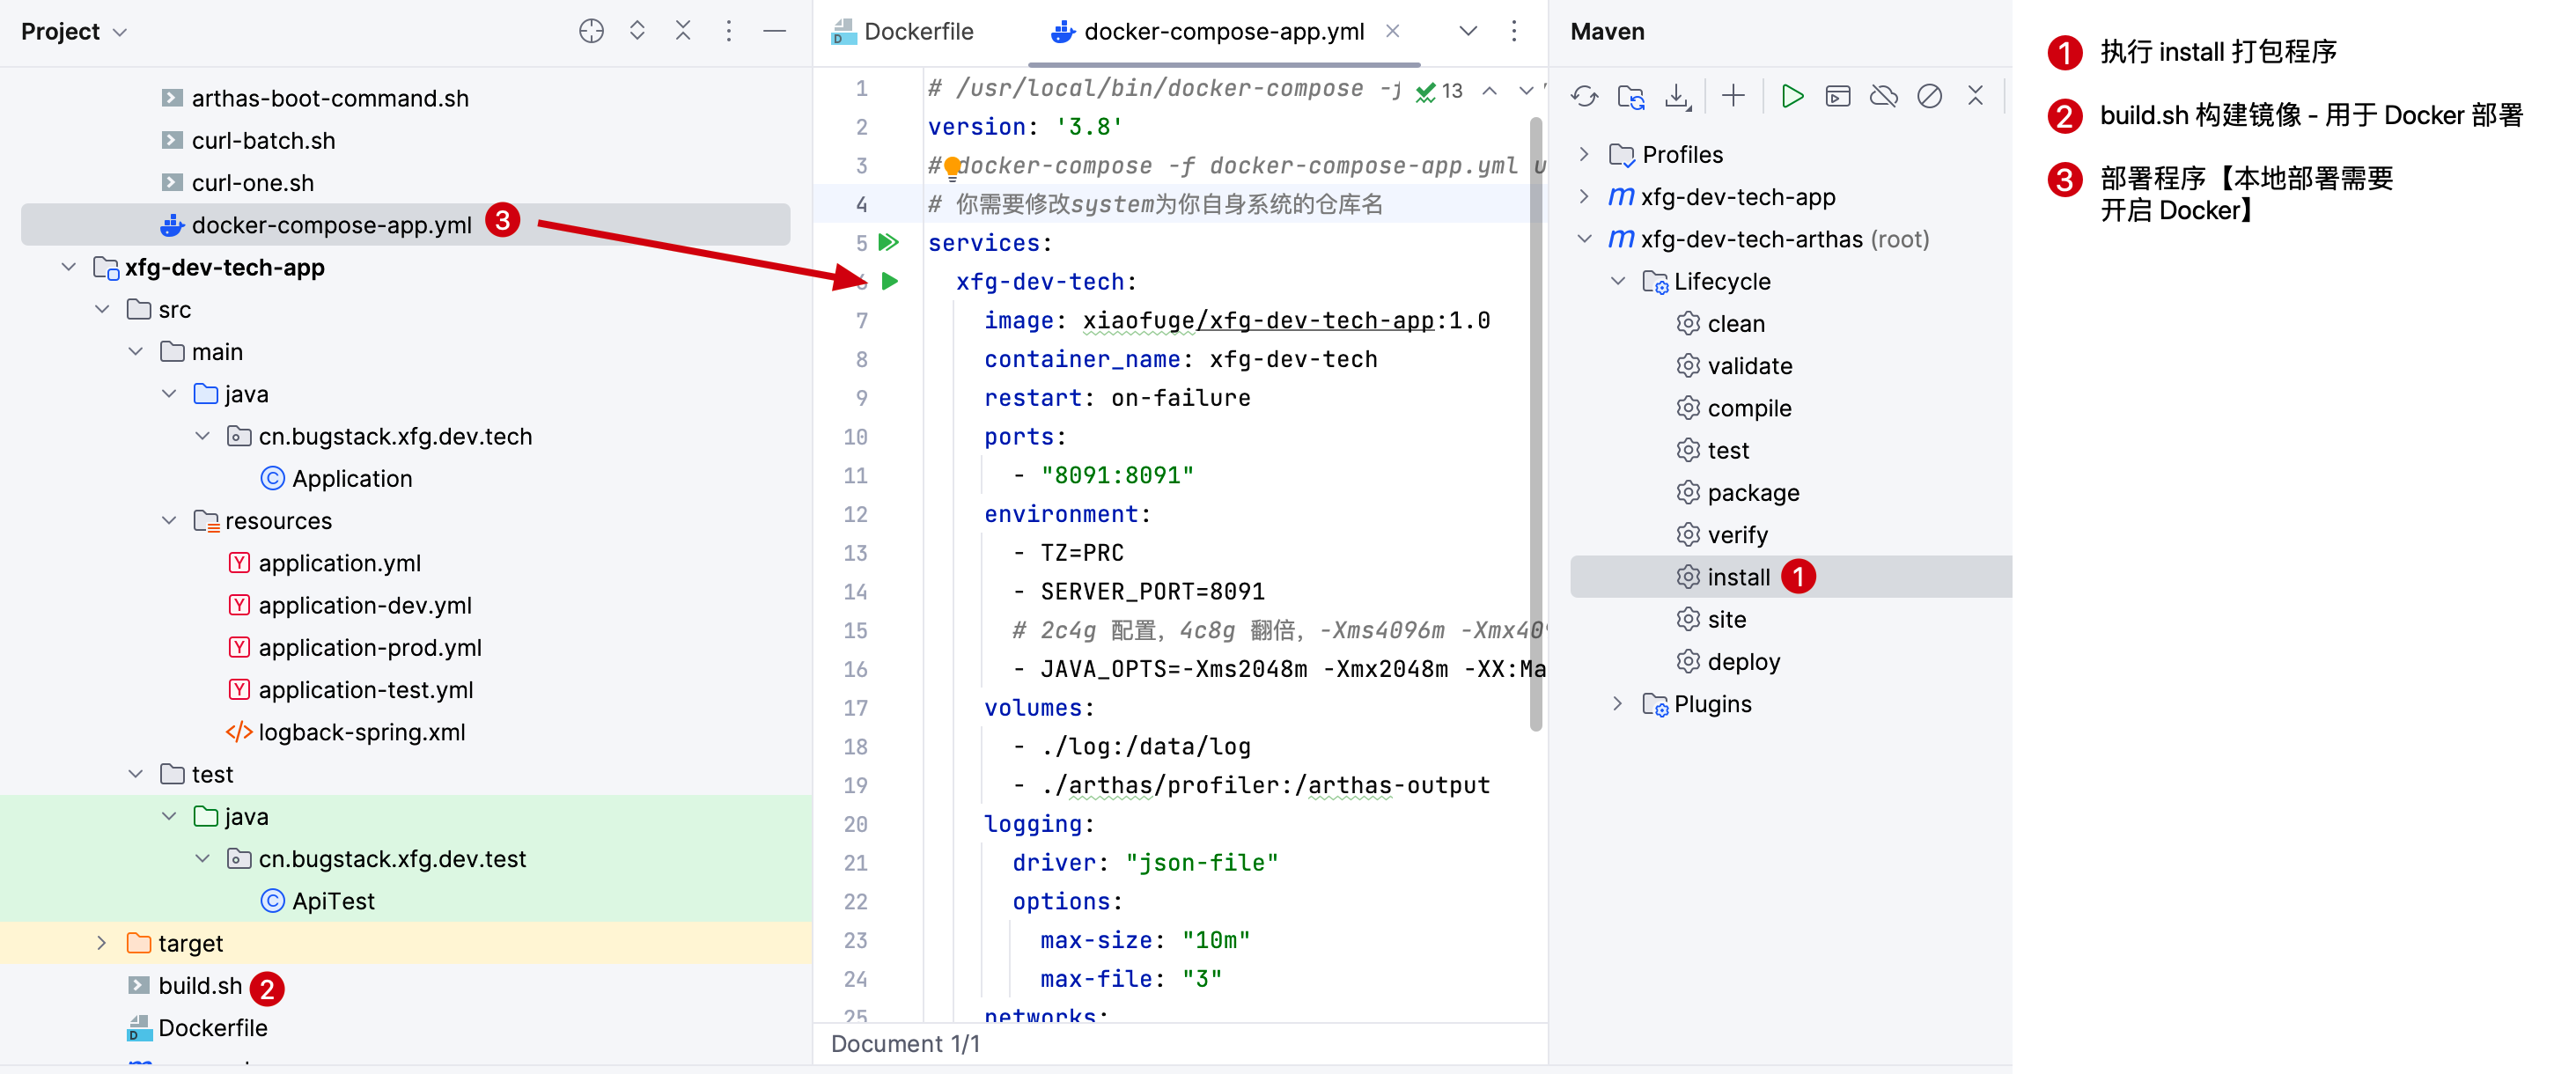 Project
arthas-boot-command.sh
curl-batch.sh
curl-one.sh
docker-compose-app.yml 3
xfg-dev-tech-app
src
main
java
cn.bugstack.xfg.dev.tech
Application
resources
application.yml
application-dev.yml
application-prod.yml
application-test.yml
logback-spring.xml
test
java
cn.bugstack.xfg.dev.test
ApiTest
target
build.sh 2
Dockerfile
Dockerfile
docker-compose-app.yml
13
1 # /usr/local/bin/docker-compose -f
2 version: '3.8'
3 # docker-compose -f docker-compose-app.yml u
4 # 你需要修改system为你自身系统的仓库名
5 services:
6 xfg-dev-tech:
7 image: xiaofuge/xfg-dev-tech-app:1.0
8 container_name: xfg-dev-tech
9 restart: on-failure
10 ports:
11 - "8091:8091"
12 environment:
13 - TZ=PRC
14 - SERVER_PORT=8091
15 # 2c4g 配置，4c8g 翻倍，-Xms4096m -Xmx409
16 - JAVA_OPTS=-Xms2048m -Xmx2048m -XX:Ma
17 volumes:
18 - ./log:/data/log
19 - ./arthas/profiler:/arthas-output
20 logging:
21 driver: "json-file"
22 options:
23 max-size: "10m"
24 max-file: "3"
25 networks:
Document 1/1
Maven
Profiles
xfg-dev-tech-app
xfg-dev-tech-arthas (root)
Lifecycle
clean
validate
compile
test
package
verify
install 1
site
deploy
Plugins
1 执行 install 打包程序
2 build.sh 构建镜像 - 用于 Docker 部署
3 部署程序【本地部署需要
开启 Docker】